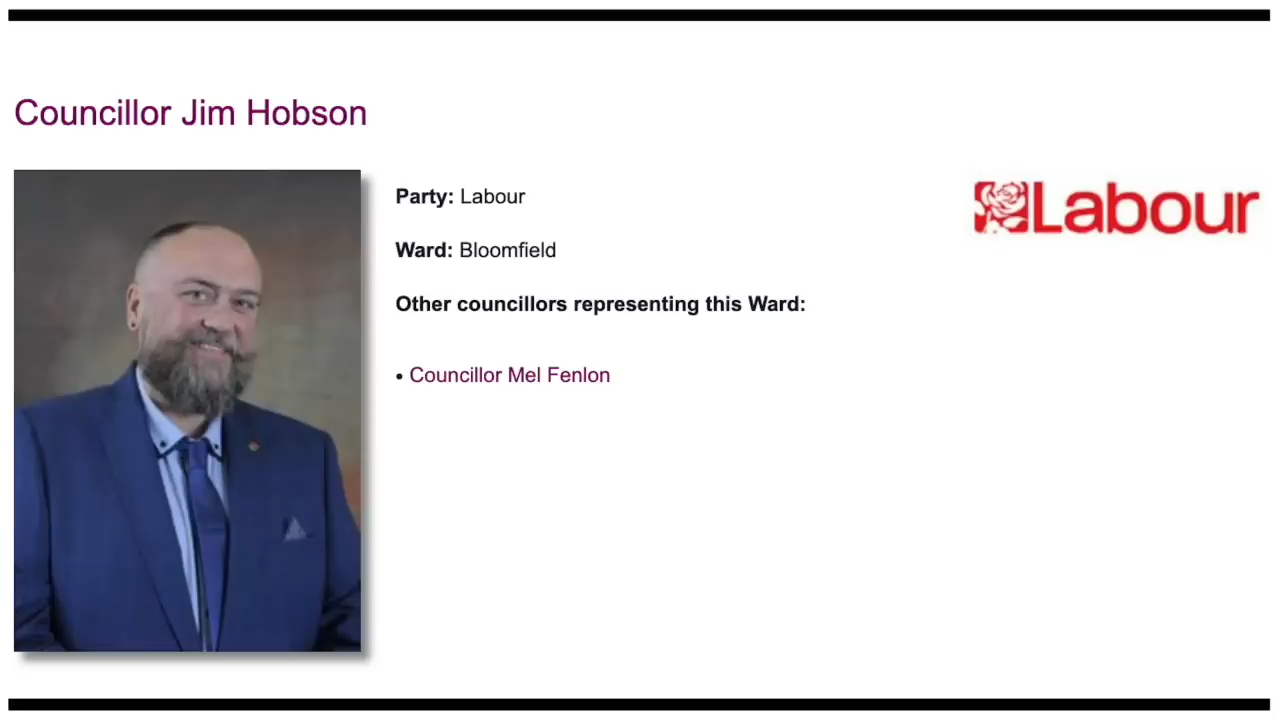 Councillor Jim Hobson
Party: Labour
Labour
Ward: Bloomfield
Other councillors representing this Ward:
• Councillor Mel Fenlon